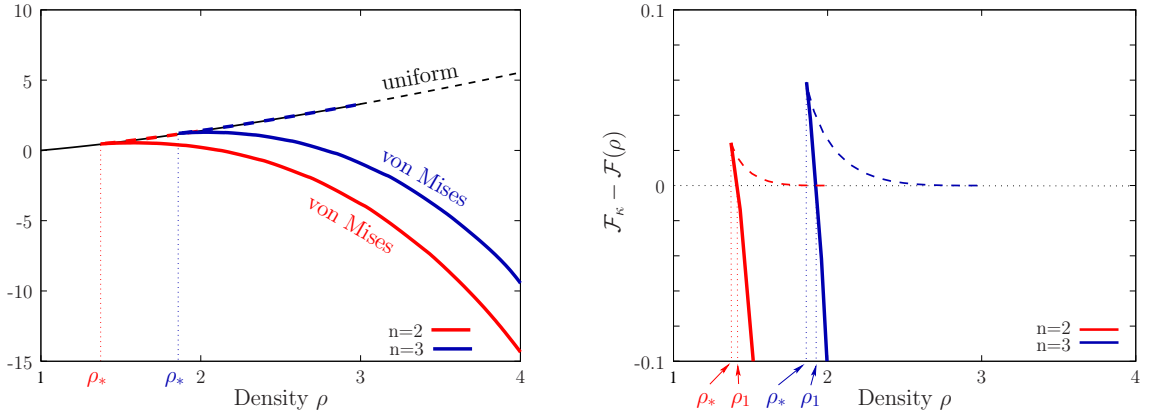 10
5
0
-5
-10
-15
1
2
3
4
ρ*
ρ*
Density ρ
uniform
von Mises
von Mises
n=2
n=3
0.1
0
-0.1
1
2
3
4
ρ* ρ1 ρ* ρ1
Density ρ
Fκ − F(ρ)
n=2
n=3